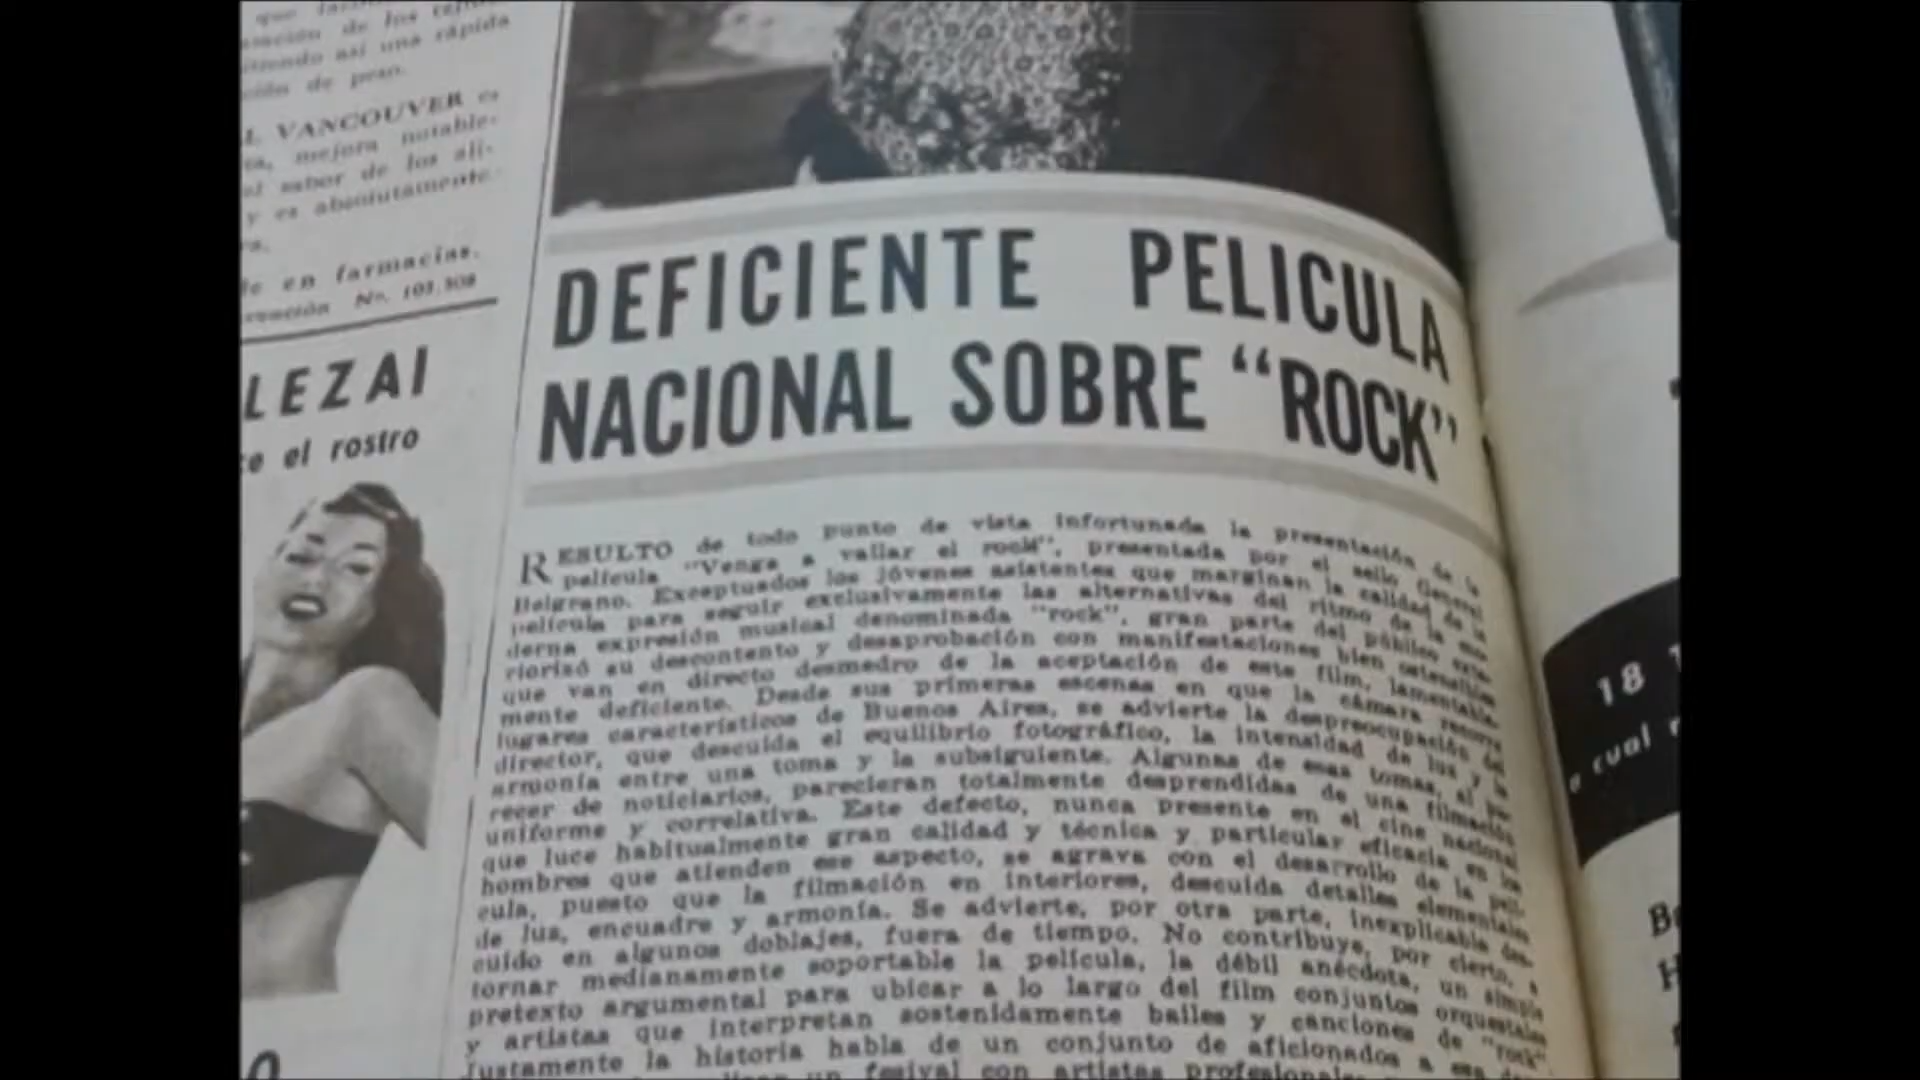 ación de los
tiendo así una rápida
ción de peso.
L VANCOUVER es
ta, mejora notable-
el sabor de los ali-
y es absolutamente
ra.
de en farmacias.
Nº. 103.308
LEZAI
te el rostro
DEFICIENTE PELICULA
NACIONAL SOBRE "ROCK"
RESULTO de todo punto de vista infortunada la presentación de la
película "Venga a vailar el rock", presentada por el sello General
Belgrano. Exceptuados los jóvenes asistentes que marginan la calidad de la
película para seguir exclusivamente las alternativas del ritmo de la mo-
derna expresión musical denominada "rock", gran parte del público exte-
riorizó su descontento y desaprobación con manifestaciones bien ostensibles
que van en directo desmedro de la aceptación de este film, lamentable-
mente deficiente. Desde sus primeras escenas en que la cámara recorre
lugares característicos de Buenos Aires, se advierte la despreocupación del
director, que descuida el equilibrio fotográfico, la intensidad de luz y la
armonía entre una toma y la subsiguiente. Algunas de esas tomas, al pa-
recer de noticiarios, parecieran totalmente desprendidas de una filmación
uniforme y correlativa. Este defecto, nunca presente en el cine nacional
que luce habitualmente gran calidad y técnica y particular eficacia en los
hombres que atienden ese aspecto, se agrava con el desarrollo de la pelí-
cula, puesto que la filmación en interiores, descuida detalles elementales
de luz, encuadre y armonía. Se advierte, por otra parte, inexplicable des-
cuido en algunos doblajes, fuera de tiempo. No contribuye, por cierto, a
tornar medianamente soportable la película, la débil anécdota, un simple
pretexto argumental para ubicar a lo largo del film conjuntos orquestales
y artistas que interpretan sostenidamente bailes y canciones de "rock".
Justamente la historia habla de un conjunto de aficionados a esa
un festival con artistas profesionales
18
cual